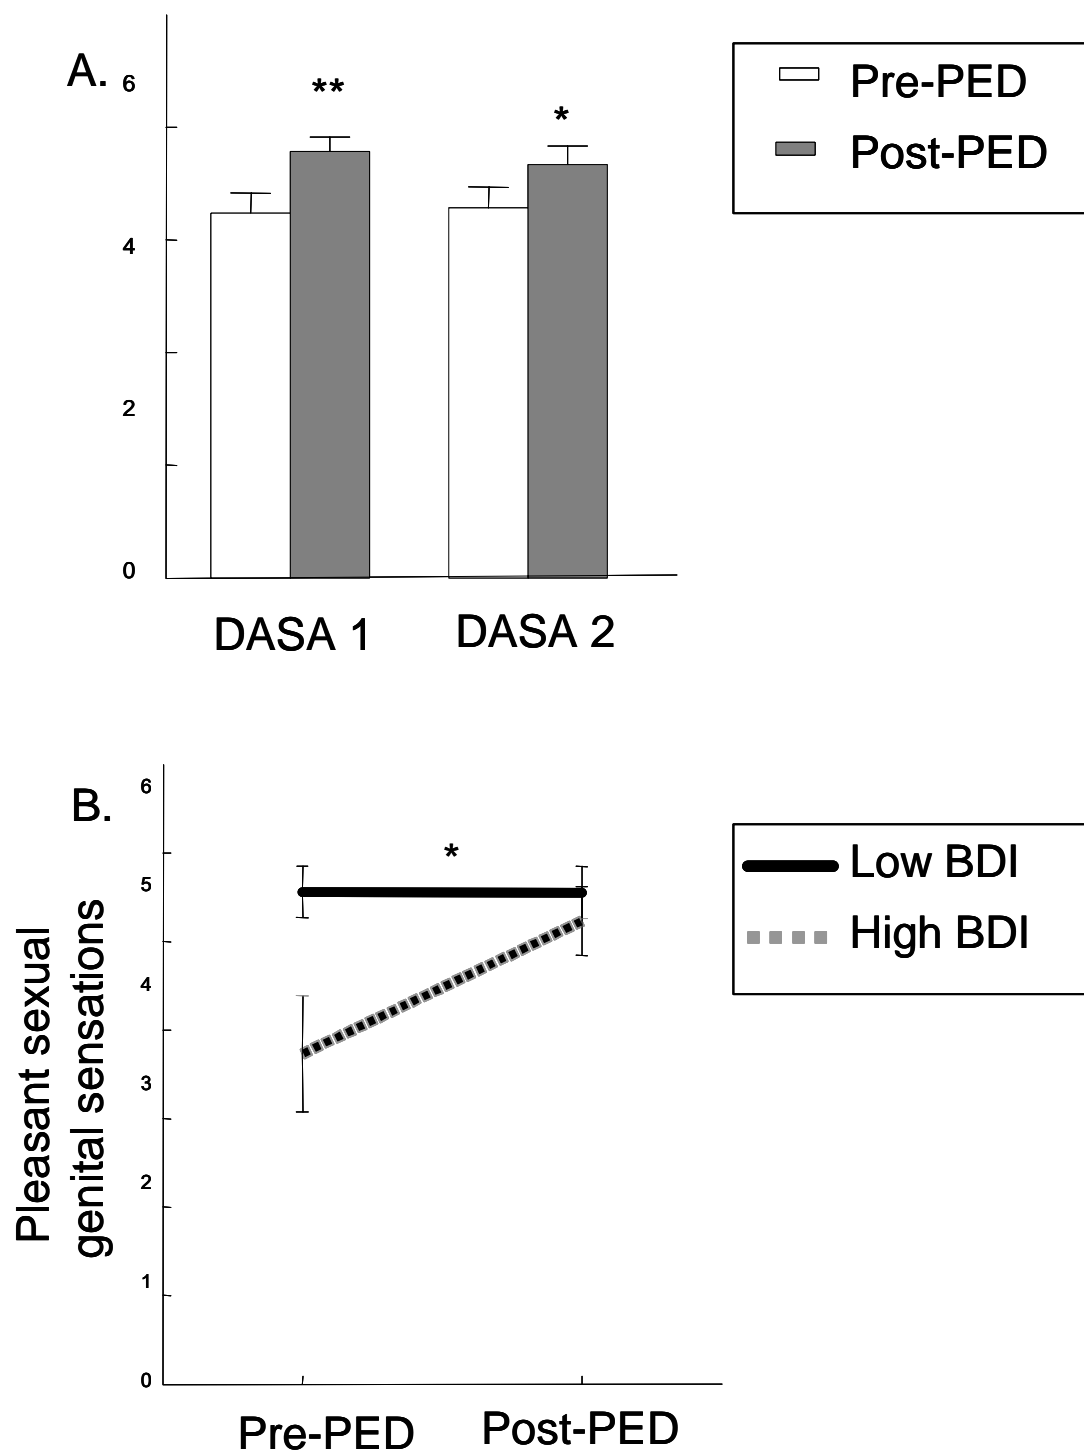 A.
6
4
2
0
**
*
DASA 1
DASA 2
Pre-PED
Post-PED
B.
Pleasant sexual
genital sensations
6
5
4
3
2
1
0
*
Pre-PED
Post-PED
Low BDI
High BDI